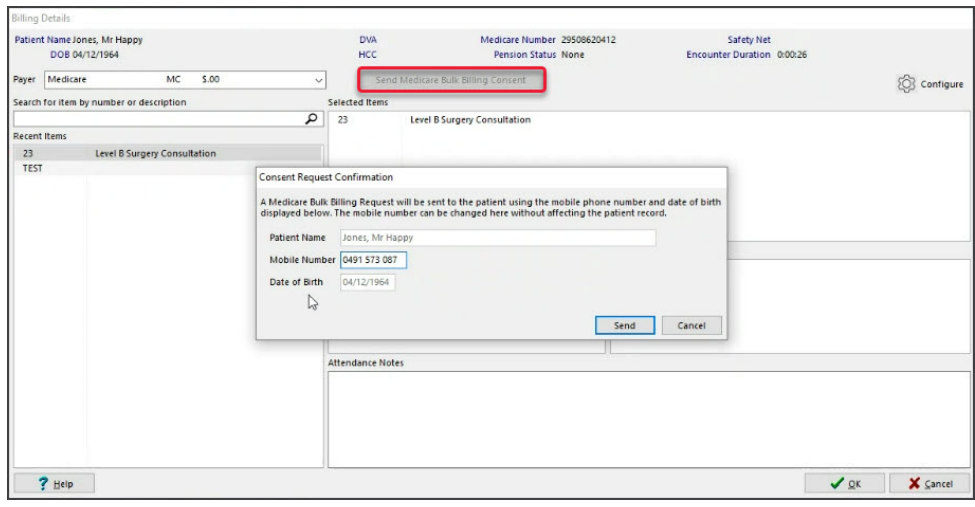 Billing Details
Patient Name Jones, Mr Happy DVA Medicare Number 29508620412 Safety Net
DOB 04/12/1964 HCC Pension Status None Encounter Duration 0:00:26
Payer Medicare MC $.00 Send Medicare Bulk Billing Consent Configure
Search for item by number or description Selected Items
23 Level B Surgery Consultation
Recent Items
23 Level B Surgery Consultation
TEST
Consent Request Confirmation
A Medicare Bulk Billing Request will be sent to the patient using the mobile phone number and date of birth
displayed below. The mobile number can be changed here without affecting the patient record.
Patient Name Jones, Mr Happy
Mobile Number 0491 573 087
Date of Birth 04/12/1964
Send Cancel
Attendance Notes
? Help OK Cancel